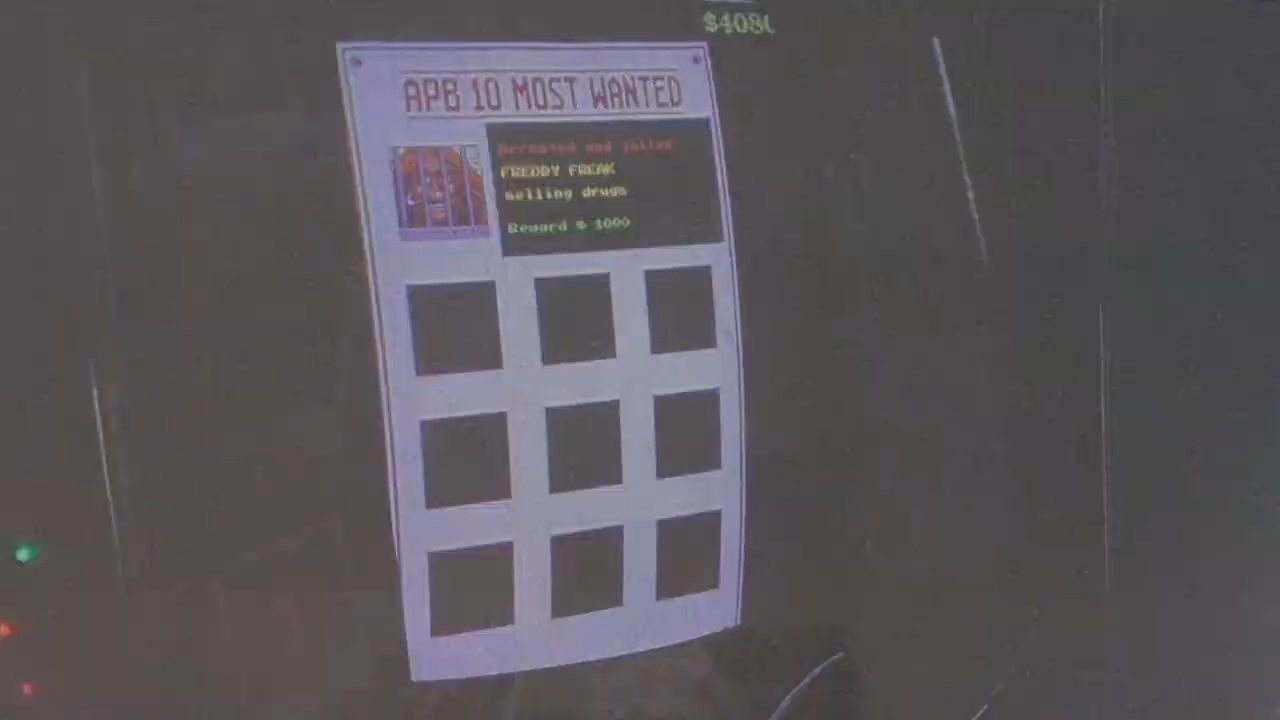 $4080
APB 10 MOST WANTED
Arrested and jailed
FREDDY FREAK
selling drugs
Reward $ 1000